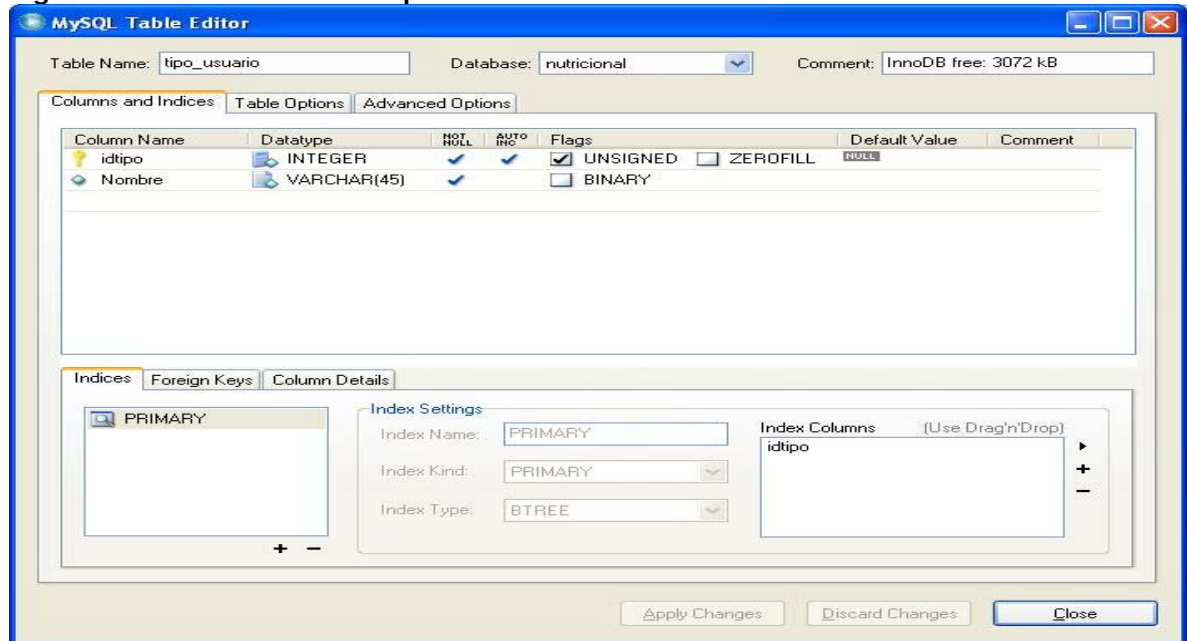 MySQL Table Editor
Table Name: tipo_usuario Database: nutricional Comment: InnoDB free: 3072 kB
Columns and Indices Table Options Advanced Options
Column Name Datatype NOT NULL AUTO INC Flags Default Value Comment
idtipo INTEGER UNSIGNED ZEROFILL NULL
Nombre VARCHAR(45) BINARY
Indices Foreign Keys Column Details
PRIMARY
Index Settings
Index Name: PRIMARY
Index Kind: PRIMARY
Index Type: BTREE
Index Columns (Use Drag'n'Drop)
idtipo
Apply Changes Discard Changes Close